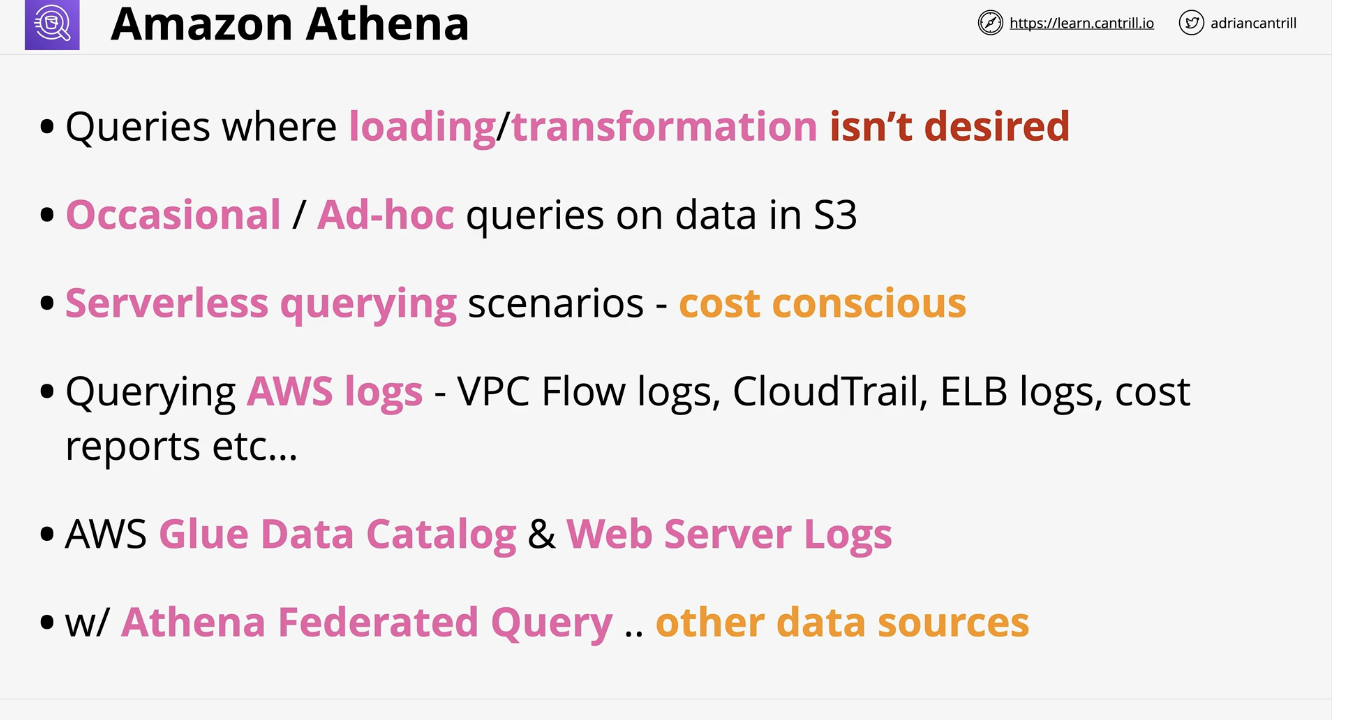 Amazon Athena
https://learn.cantrill.io
adriancantrill
• Queries where loading/transformation isn’t desired
• Occasional / Ad-hoc queries on data in S3
• Serverless querying scenarios - cost conscious
• Querying AWS logs - VPC Flow logs, CloudTrail, ELB logs, cost
reports etc...
• AWS Glue Data Catalog & Web Server Logs
• w/ Athena Federated Query .. other data sources